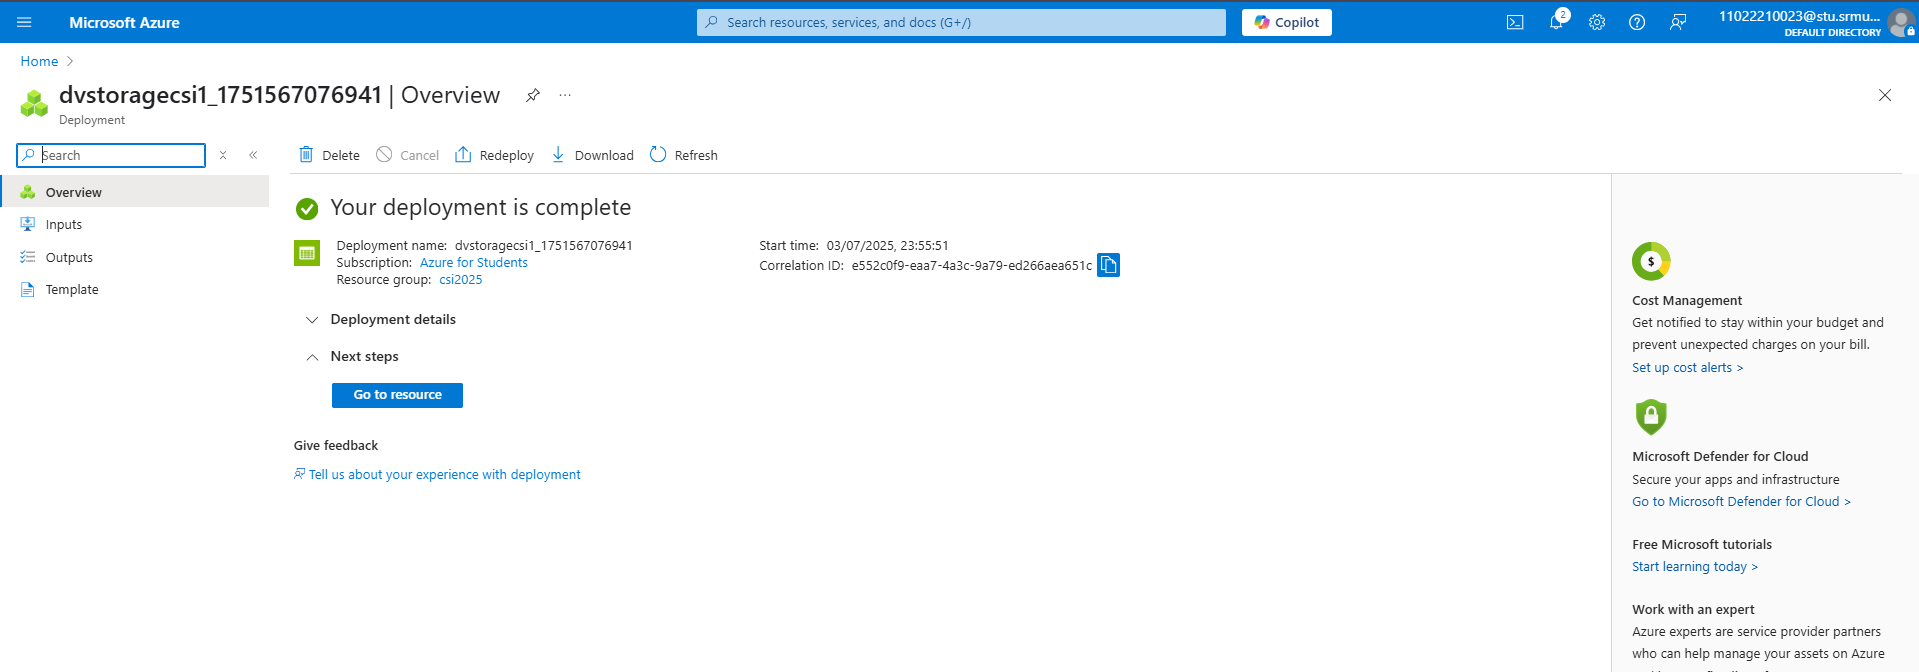 Microsoft Azure
Search resources, services, and docs (G+/)
Copilot
2
11022210023@stu.srmu...
DEFAULT DIRECTORY
Home
dvstoragecsi1_1751567076941 | Overview
Deployment
Search
Delete
Cancel
Redeploy
Download
Refresh
Overview
Inputs
Outputs
Template
Your deployment is complete
Deployment name: dvstoragecsi1_1751567076941
Subscription: Azure for Students
Resource group: csi2025
Start time: 03/07/2025, 23:55:51
Correlation ID: e552c0f9-eaa7-4a3c-9a79-ed266aea651c
Deployment details
Next steps
Go to resource
Give feedback
Tell us about your experience with deployment
$
Cost Management
Get notified to stay within your budget and
prevent unexpected charges on your bill.
Set up cost alerts >
Microsoft Defender for Cloud
Secure your apps and infrastructure
Go to Microsoft Defender for Cloud >
Free Microsoft tutorials
Start learning today >
Work with an expert
Azure experts are service provider partners
who can help manage your assets on Azure